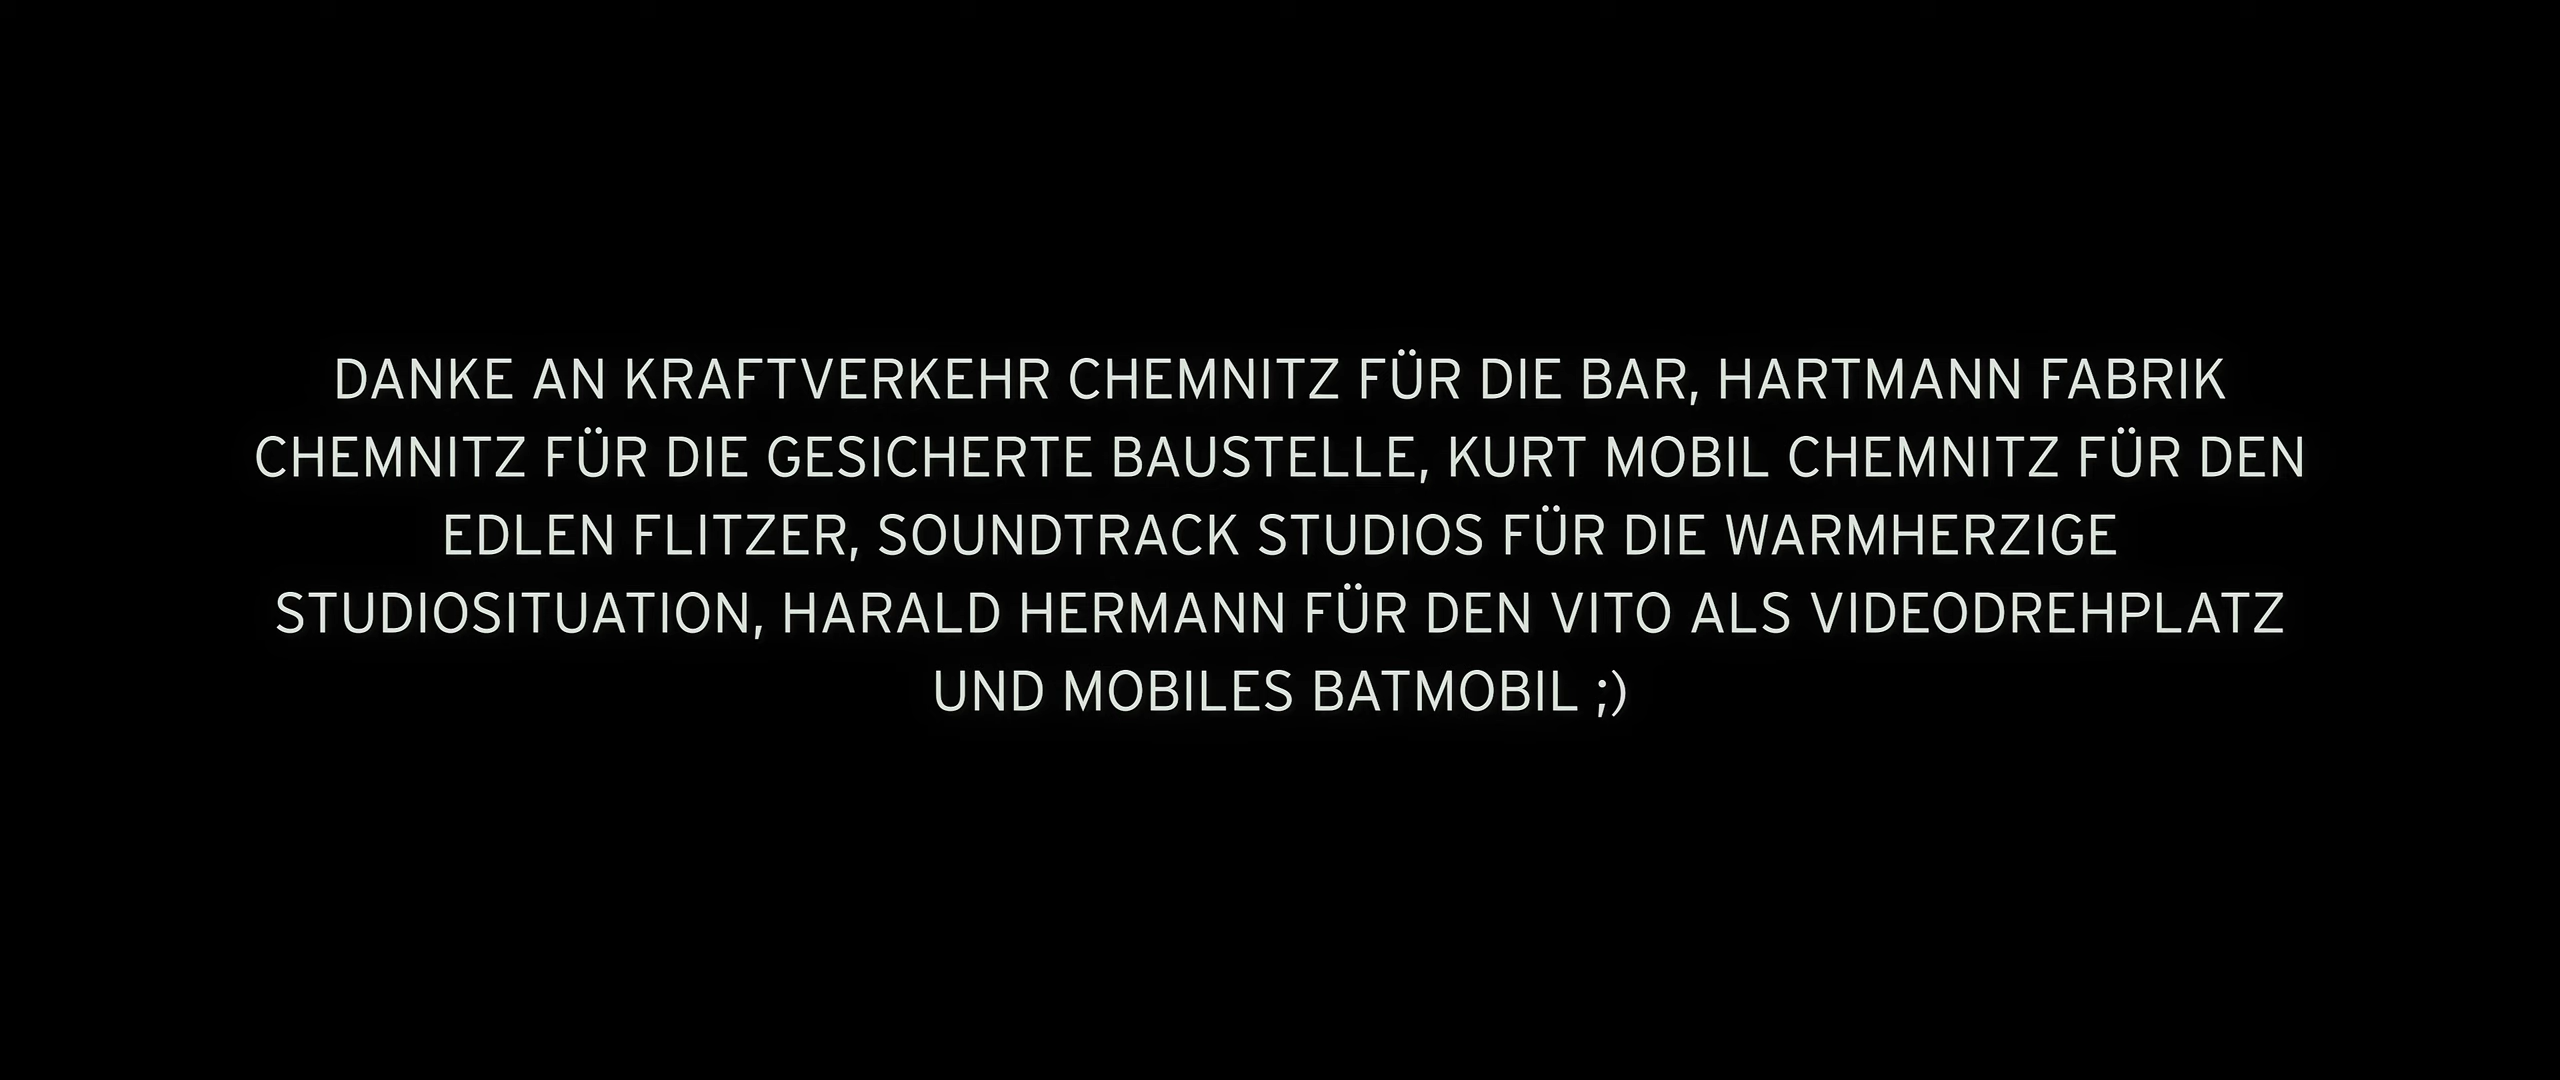 DANKE AN KRAFTVERKEHR CHEMNITZ FÜR DIE BAR, HARTMANN FABRIK
CHEMNITZ FÜR DIE GESICHERTE BAUSTELLE, KURT MOBIL CHEMNITZ FÜR DEN
EDLEN FLITZER, SOUNDTRACK STUDIOS FÜR DIE WARMHERZIGE
STUDIOSITUATION, HARALD HERMANN FÜR DEN VITO ALS VIDEODREHPLATZ
UND MOBILES BATMOBIL ;)